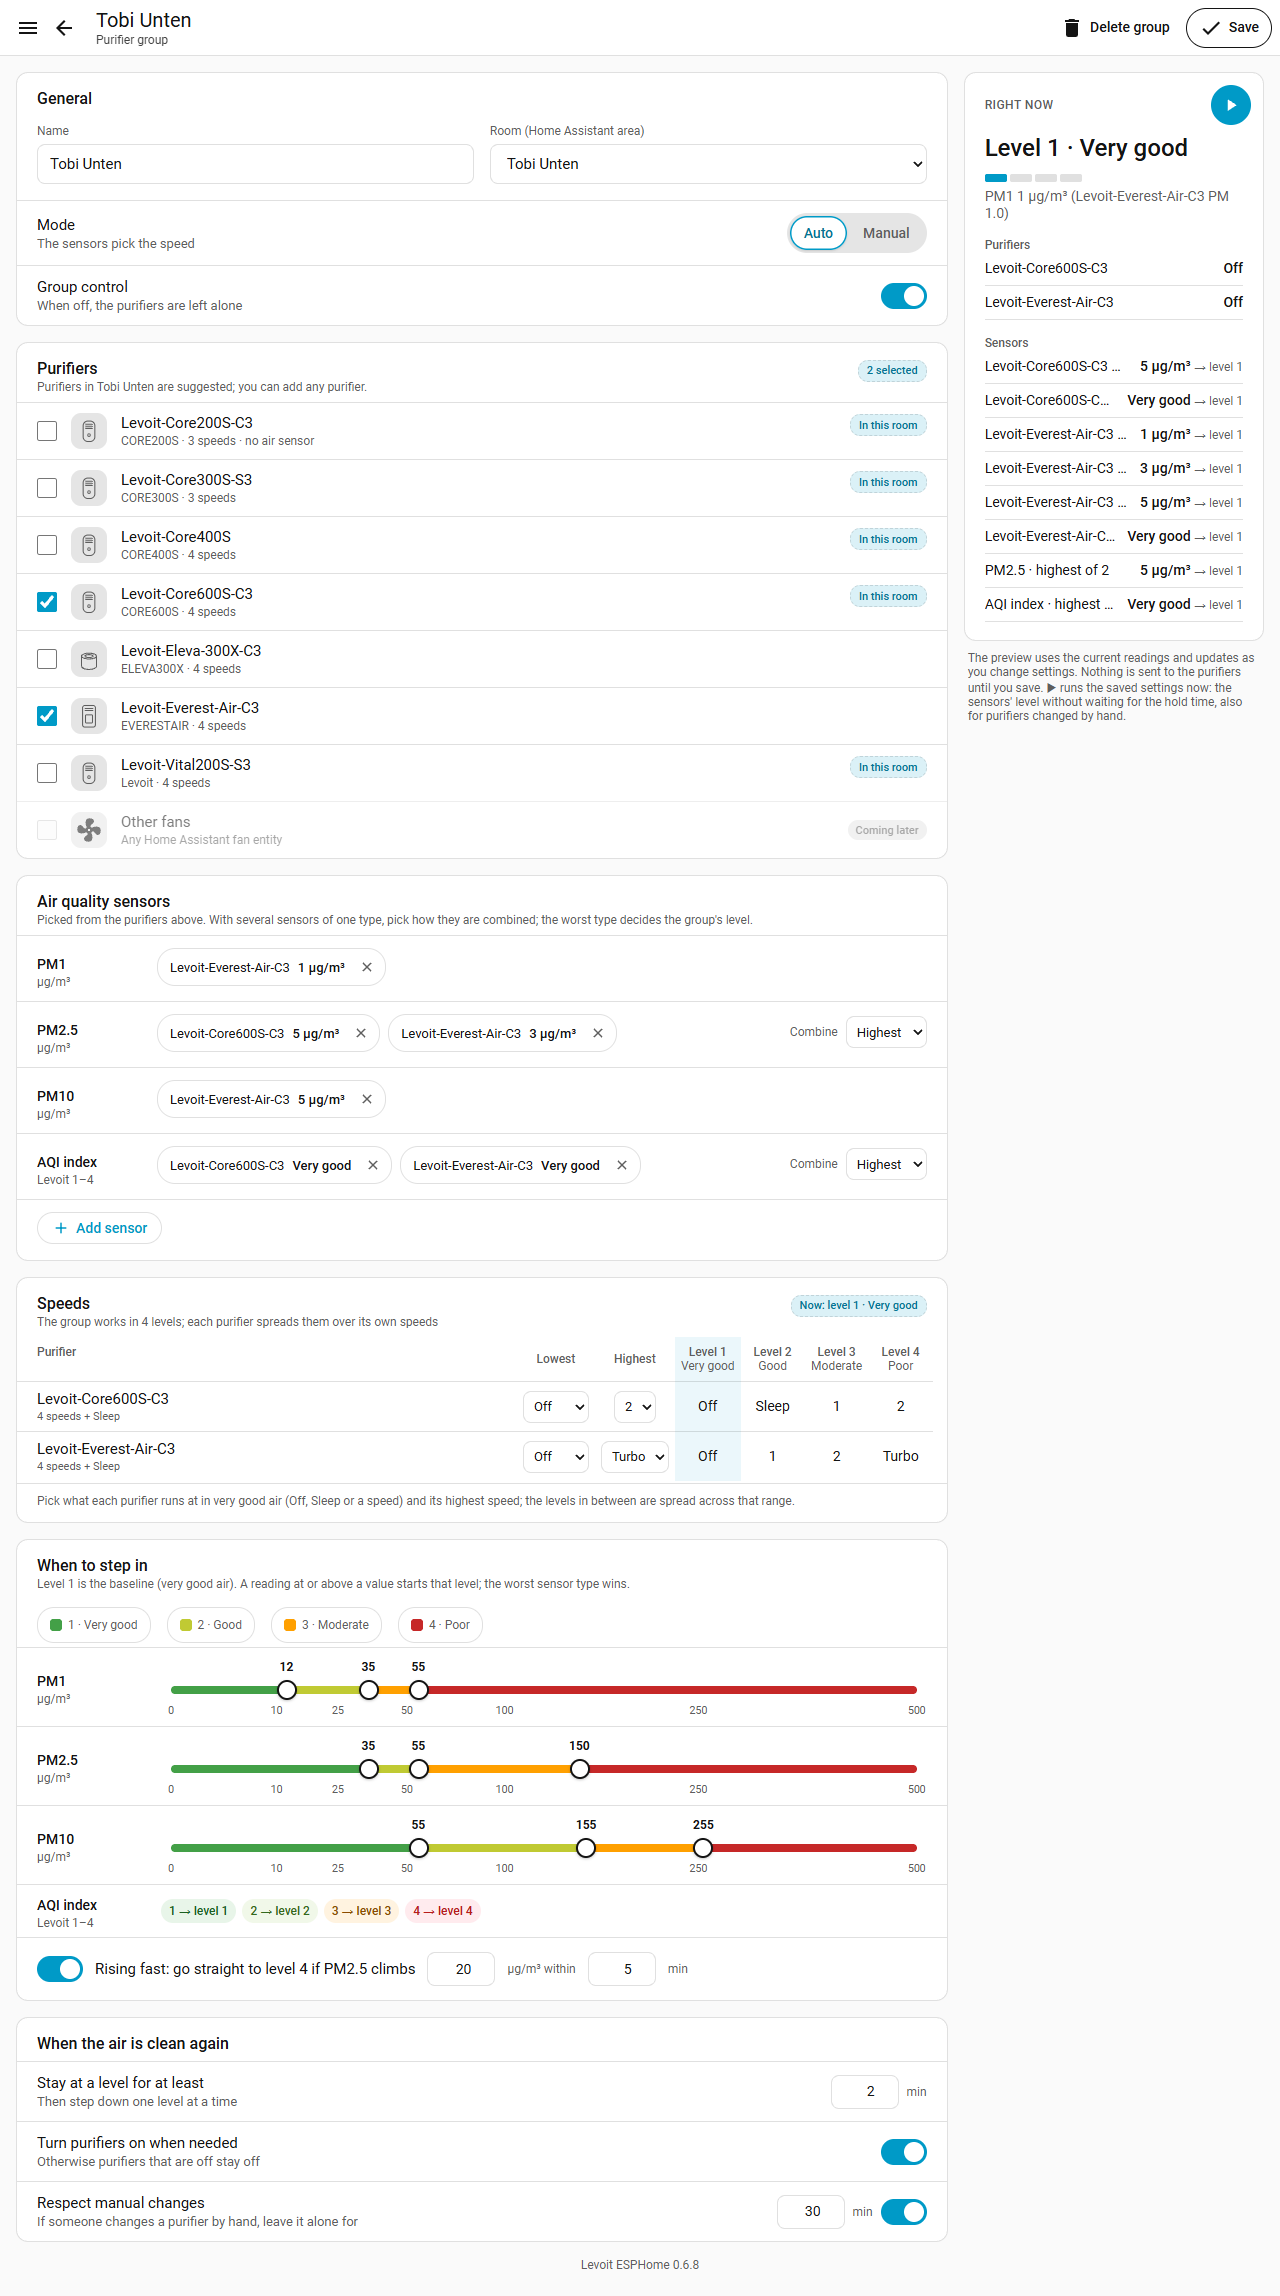 Tobi Unten
Purifier group
Delete group
Save
General
Name
Room (Home Assistant area)
Tobi Unten
Tobi Unten
Mode
The sensors pick the speed
Auto
Manual
Group control
When off, the purifiers are left alone
Purifiers
Purifiers in Tobi Unten are suggested; you can add any purifier.
2 selected
Levoit-Core200S-C3
CORE200S · 3 speeds · no air sensor
In this room
Levoit-Core300S-S3
CORE300S · 3 speeds
In this room
Levoit-Core400S
CORE400S · 4 speeds
In this room
Levoit-Core600S-C3
CORE600S · 4 speeds
In this room
Levoit-Eleva-300X-C3
ELEVA300X · 4 speeds
Levoit-Everest-Air-C3
EVERESTAIR · 4 speeds
Levoit-Vital200S-S3
Levoit · 4 speeds
In this room
Other fans
Any Home Assistant fan entity
Coming later
Air quality sensors
Picked from the purifiers above. With several sensors of one type, pick how they are combined; the worst type decides the group's level.
PM1
µg/m³
Levoit-Everest-Air-C3 1 µg/m³
PM2.5
µg/m³
Levoit-Core600S-C3 5 µg/m³
Levoit-Everest-Air-C3 3 µg/m³
Combine
Highest
PM10
µg/m³
Levoit-Everest-Air-C3 5 µg/m³
AQI index
Levoit 1–4
Levoit-Core600S-C3 Very good
Levoit-Everest-Air-C3 Very good
Combine
Highest
Add sensor
Speeds
The group works in 4 levels; each purifier spreads them over its own speeds
Now: level 1 · Very good
Purifier
Lowest
Highest
Level 1
Very good
Level 2
Good
Level 3
Moderate
Level 4
Poor
Levoit-Core600S-C3
4 speeds + Sleep
Off
2
Off
Sleep
1
2
Levoit-Everest-Air-C3
4 speeds + Sleep
Off
Turbo
Off
1
2
Turbo
Pick what each purifier runs at in very good air (Off, Sleep or a speed) and its highest speed; the levels in between are spread across that range.
When to step in
Level 1 is the baseline (very good air). A reading at or above a value starts that level; the worst sensor type wins.
1 · Very good
2 · Good
3 · Moderate
4 · Poor
PM1
µg/m³
12 35 55
0 10 25 50 100 250 500
PM2.5
µg/m³
35 55 150
0 10 25 50 100 250 500
PM10
µg/m³
55 155 255
0 10 25 50 100 250 500
AQI index
Levoit 1–4
1 → level 1
2 → level 2
3 → level 3
4 → level 4
Rising fast: go straight to level 4 if PM2.5 climbs 20 µg/m³ within 5 min
When the air is clean again
Stay at a level for at least
Then step down one level at a time
2 min
Turn purifiers on when needed
Otherwise purifiers that are off stay off
Respect manual changes
If someone changes a purifier by hand, leave it alone for
30 min
RIGHT NOW
Level 1 · Very good
PM1 1 µg/m³ (Levoit-Everest-Air-C3 PM
1.0)
Purifiers
Levoit-Core600S-C3 Off
Levoit-Everest-Air-C3 Off
Sensors
Levoit-Core600S-C3 ... 5 µg/m³ → level 1
Levoit-Core600S-C... Very good → level 1
Levoit-Everest-Air-C3 ... 1 µg/m³ → level 1
Levoit-Everest-Air-C3 ... 3 µg/m³ → level 1
Levoit-Everest-Air-C3 ... 5 µg/m³ → level 1
Levoit-Everest-Air-C... Very good → level 1
PM2.5 · highest of 2 5 µg/m³ → level 1
AQI index · highest ... Very good → level 1
The preview uses the current readings and updates as
you change settings. Nothing is sent to the purifiers
until you save. ▶ runs the saved settings now: the
sensors' level without waiting for the hold time, also
for purifiers changed by hand.
Levoit ESPHome 0.6.8